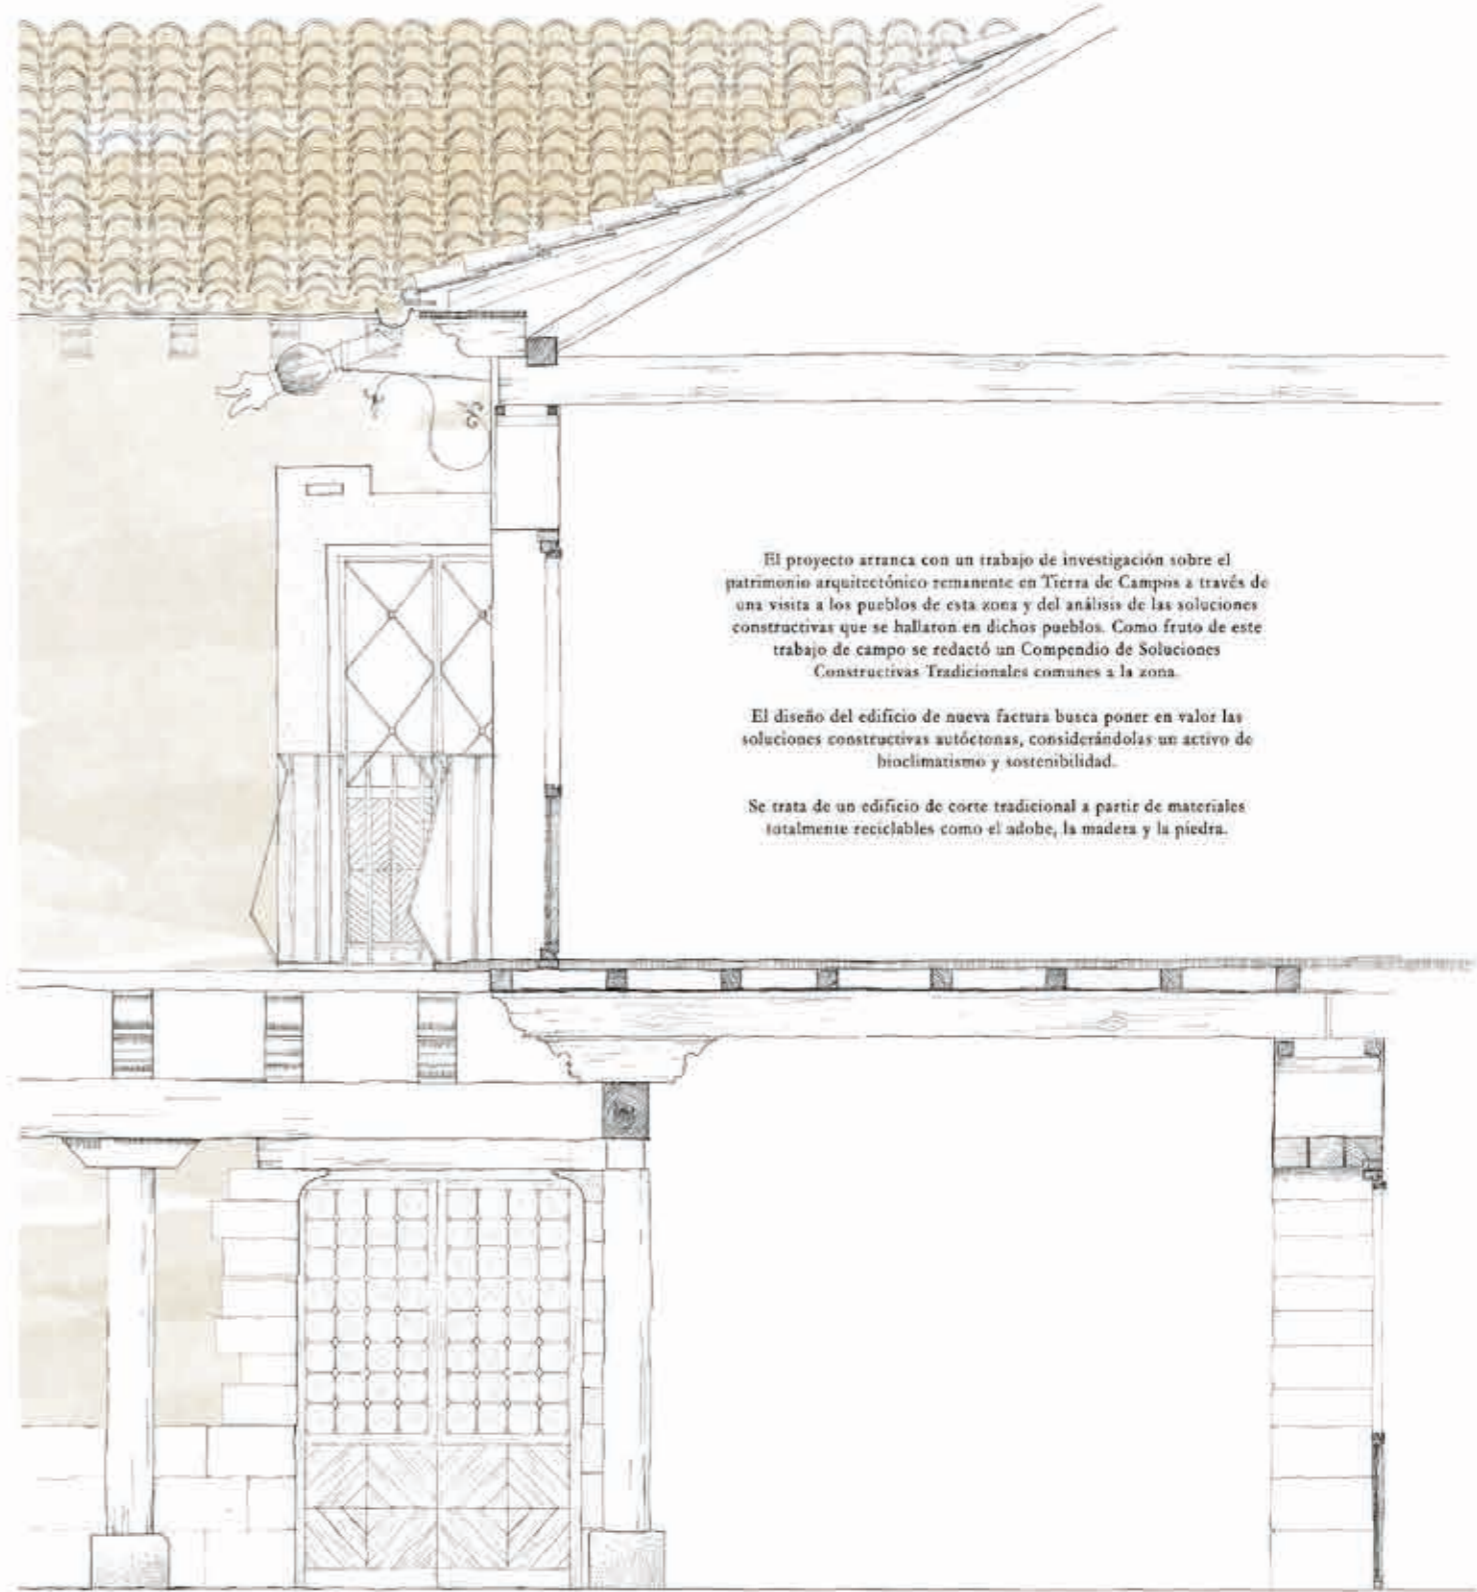 El proyecto arranca con un trabajo de investigación sobre el
patrimonio arquitectónico remanente en Tierra de Campos a través de
una visita a los pueblos de esta zona y del análisis de las soluciones
constructivas que se hallaron en dichos pueblos. Como fruto de este
trabajo de campo se redactó un Compendio de Soluciones
Constructivas Tradicionales comunes a la zona.
El diseño del edificio de nueva factura busca poner en valor las
soluciones constructivas autóctonas, considerándolas un activo de
bioclimatismo y sostenibilidad.
Se trata de un edificio de corte tradicional a partir de materiales
totalmente reciclables como el adobe, la madera y la piedra.